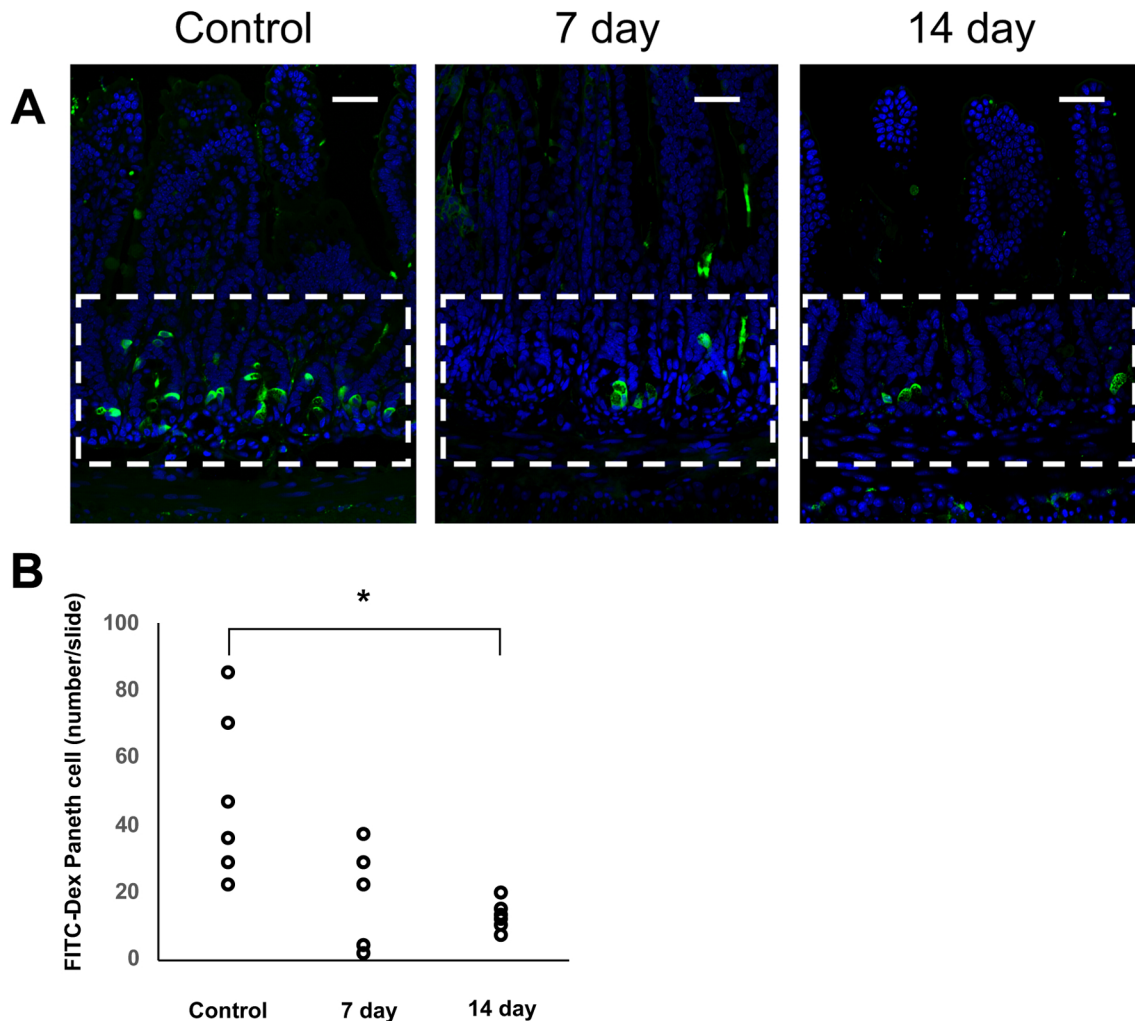 Control 7 day 14 day
A
B
*
FITC-Dex Paneth cell (number/slide)
100
80
60
40
20
0
Control 7 day 14 day